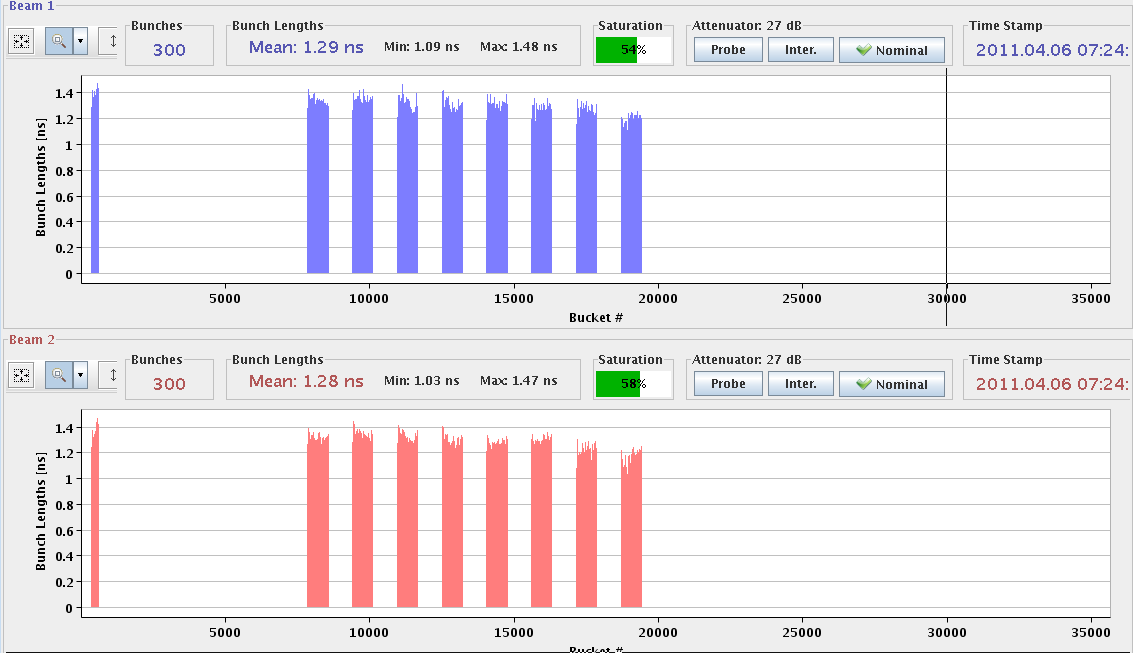 Beam 1
Bunches
300
Bunch Lengths
Mean: 1.29 ns Min: 1.09 ns Max: 1.48 ns
Saturation
54%
Attenuator: 27 dB
Probe Inter. Nominal
Time Stamp
2011.04.06 07:24:
Bunch Lengths [ns]
1.4
1.2
1
0.8
0.6
0.4
0.2
0
5000 10000 15000 20000 25000 30000 35000
Bucket #
Beam 2
Bunches
300
Bunch Lengths
Mean: 1.28 ns Min: 1.03 ns Max: 1.47 ns
Saturation
58%
Attenuator: 27 dB
Probe Inter. Nominal
Time Stamp
2011.04.06 07:24:
Bunch Lengths [ns]
1.4
1.2
1
0.8
0.6
0.4
0.2
0
5000 10000 15000 20000 25000 30000 35000
Bucket #